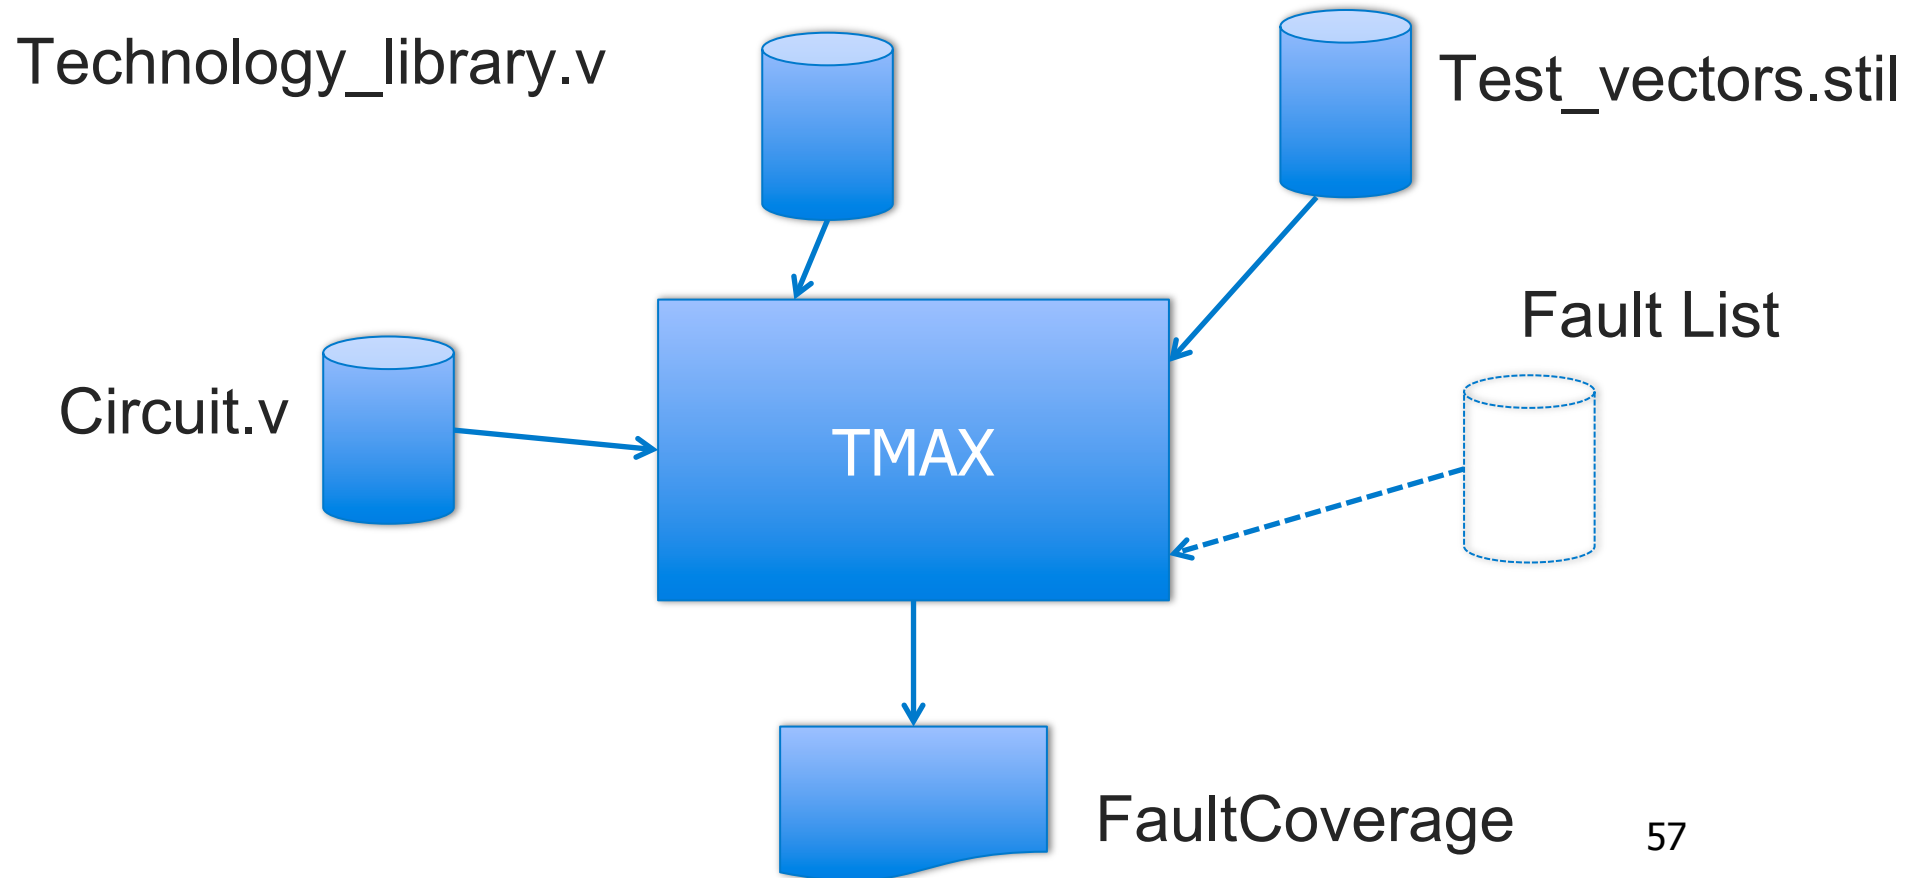 Technology_library.v
Test_vectors.stil
Fault List
Circuit.v
TMAX
FaultCoverage
57